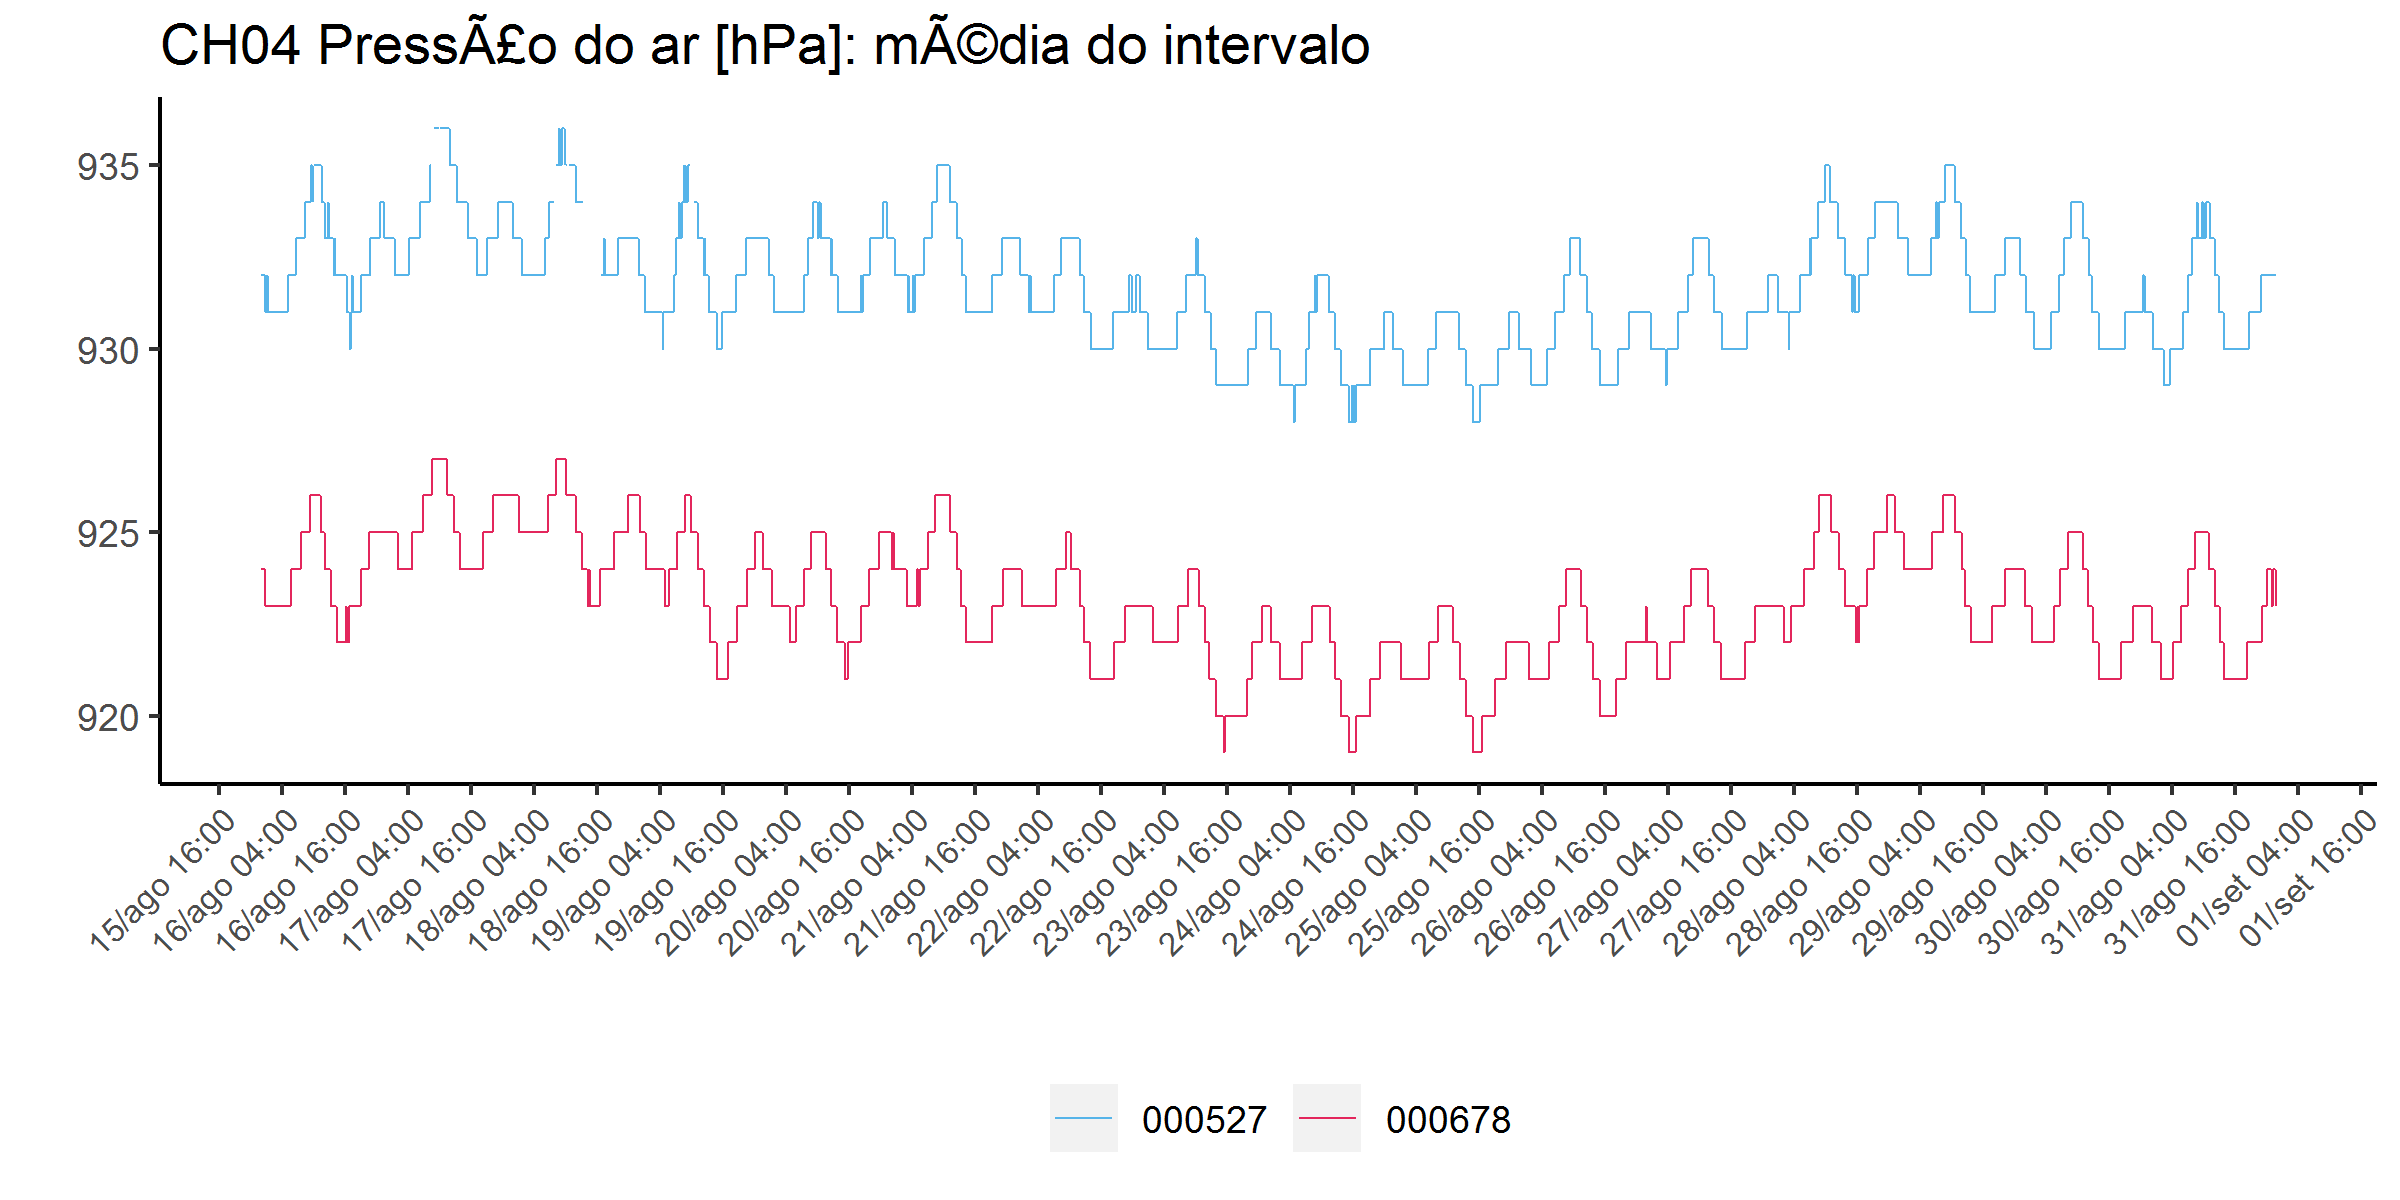 CH04 PressÃ£o do ar [hPa]: mÃ©dia do intervalo
935
930
925
920
15/ago 16:00
16/ago 04:00
16/ago 16:00
17/ago 04:00
17/ago 16:00
18/ago 04:00
18/ago 16:00
19/ago 04:00
19/ago 16:00
20/ago 04:00
20/ago 16:00
21/ago 04:00
21/ago 16:00
22/ago 04:00
22/ago 16:00
23/ago 04:00
23/ago 16:00
24/ago 04:00
24/ago 16:00
25/ago 04:00
25/ago 16:00
26/ago 04:00
26/ago 16:00
27/ago 04:00
27/ago 16:00
28/ago 04:00
28/ago 16:00
29/ago 04:00
29/ago 16:00
30/ago 04:00
30/ago 16:00
31/ago 04:00
31/ago 16:00
01/set 04:00
01/set 16:00
000527
000678